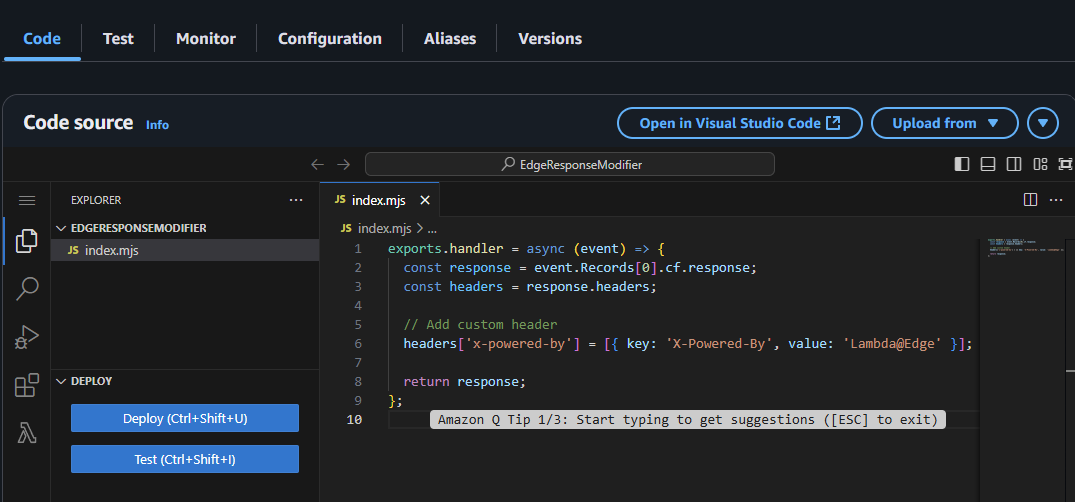 Code Test Monitor Configuration Aliases Versions
Code source Info Open in Visual Studio Code Upload from
EdgeResponseModifier
EXPLORER
EDGERESPONSEMODIFIER
JS index.mjs
DEPLOY
Deploy (Ctrl+Shift+U)
Test (Ctrl+Shift+I)
JS index.mjs
JS index.mjs > ...
1 exports.handler = async (event) => {
2 const response = event.Records[0].cf.response;
3 const headers = response.headers;
4
5 // Add custom header
6 headers['x-powered-by'] = [{ key: 'X-Powered-By', value: 'Lambda@Edge' }];
7
8 return response;
9 };
10 Amazon Q Tip 1/3: Start typing to get suggestions ([ESC] to exit)